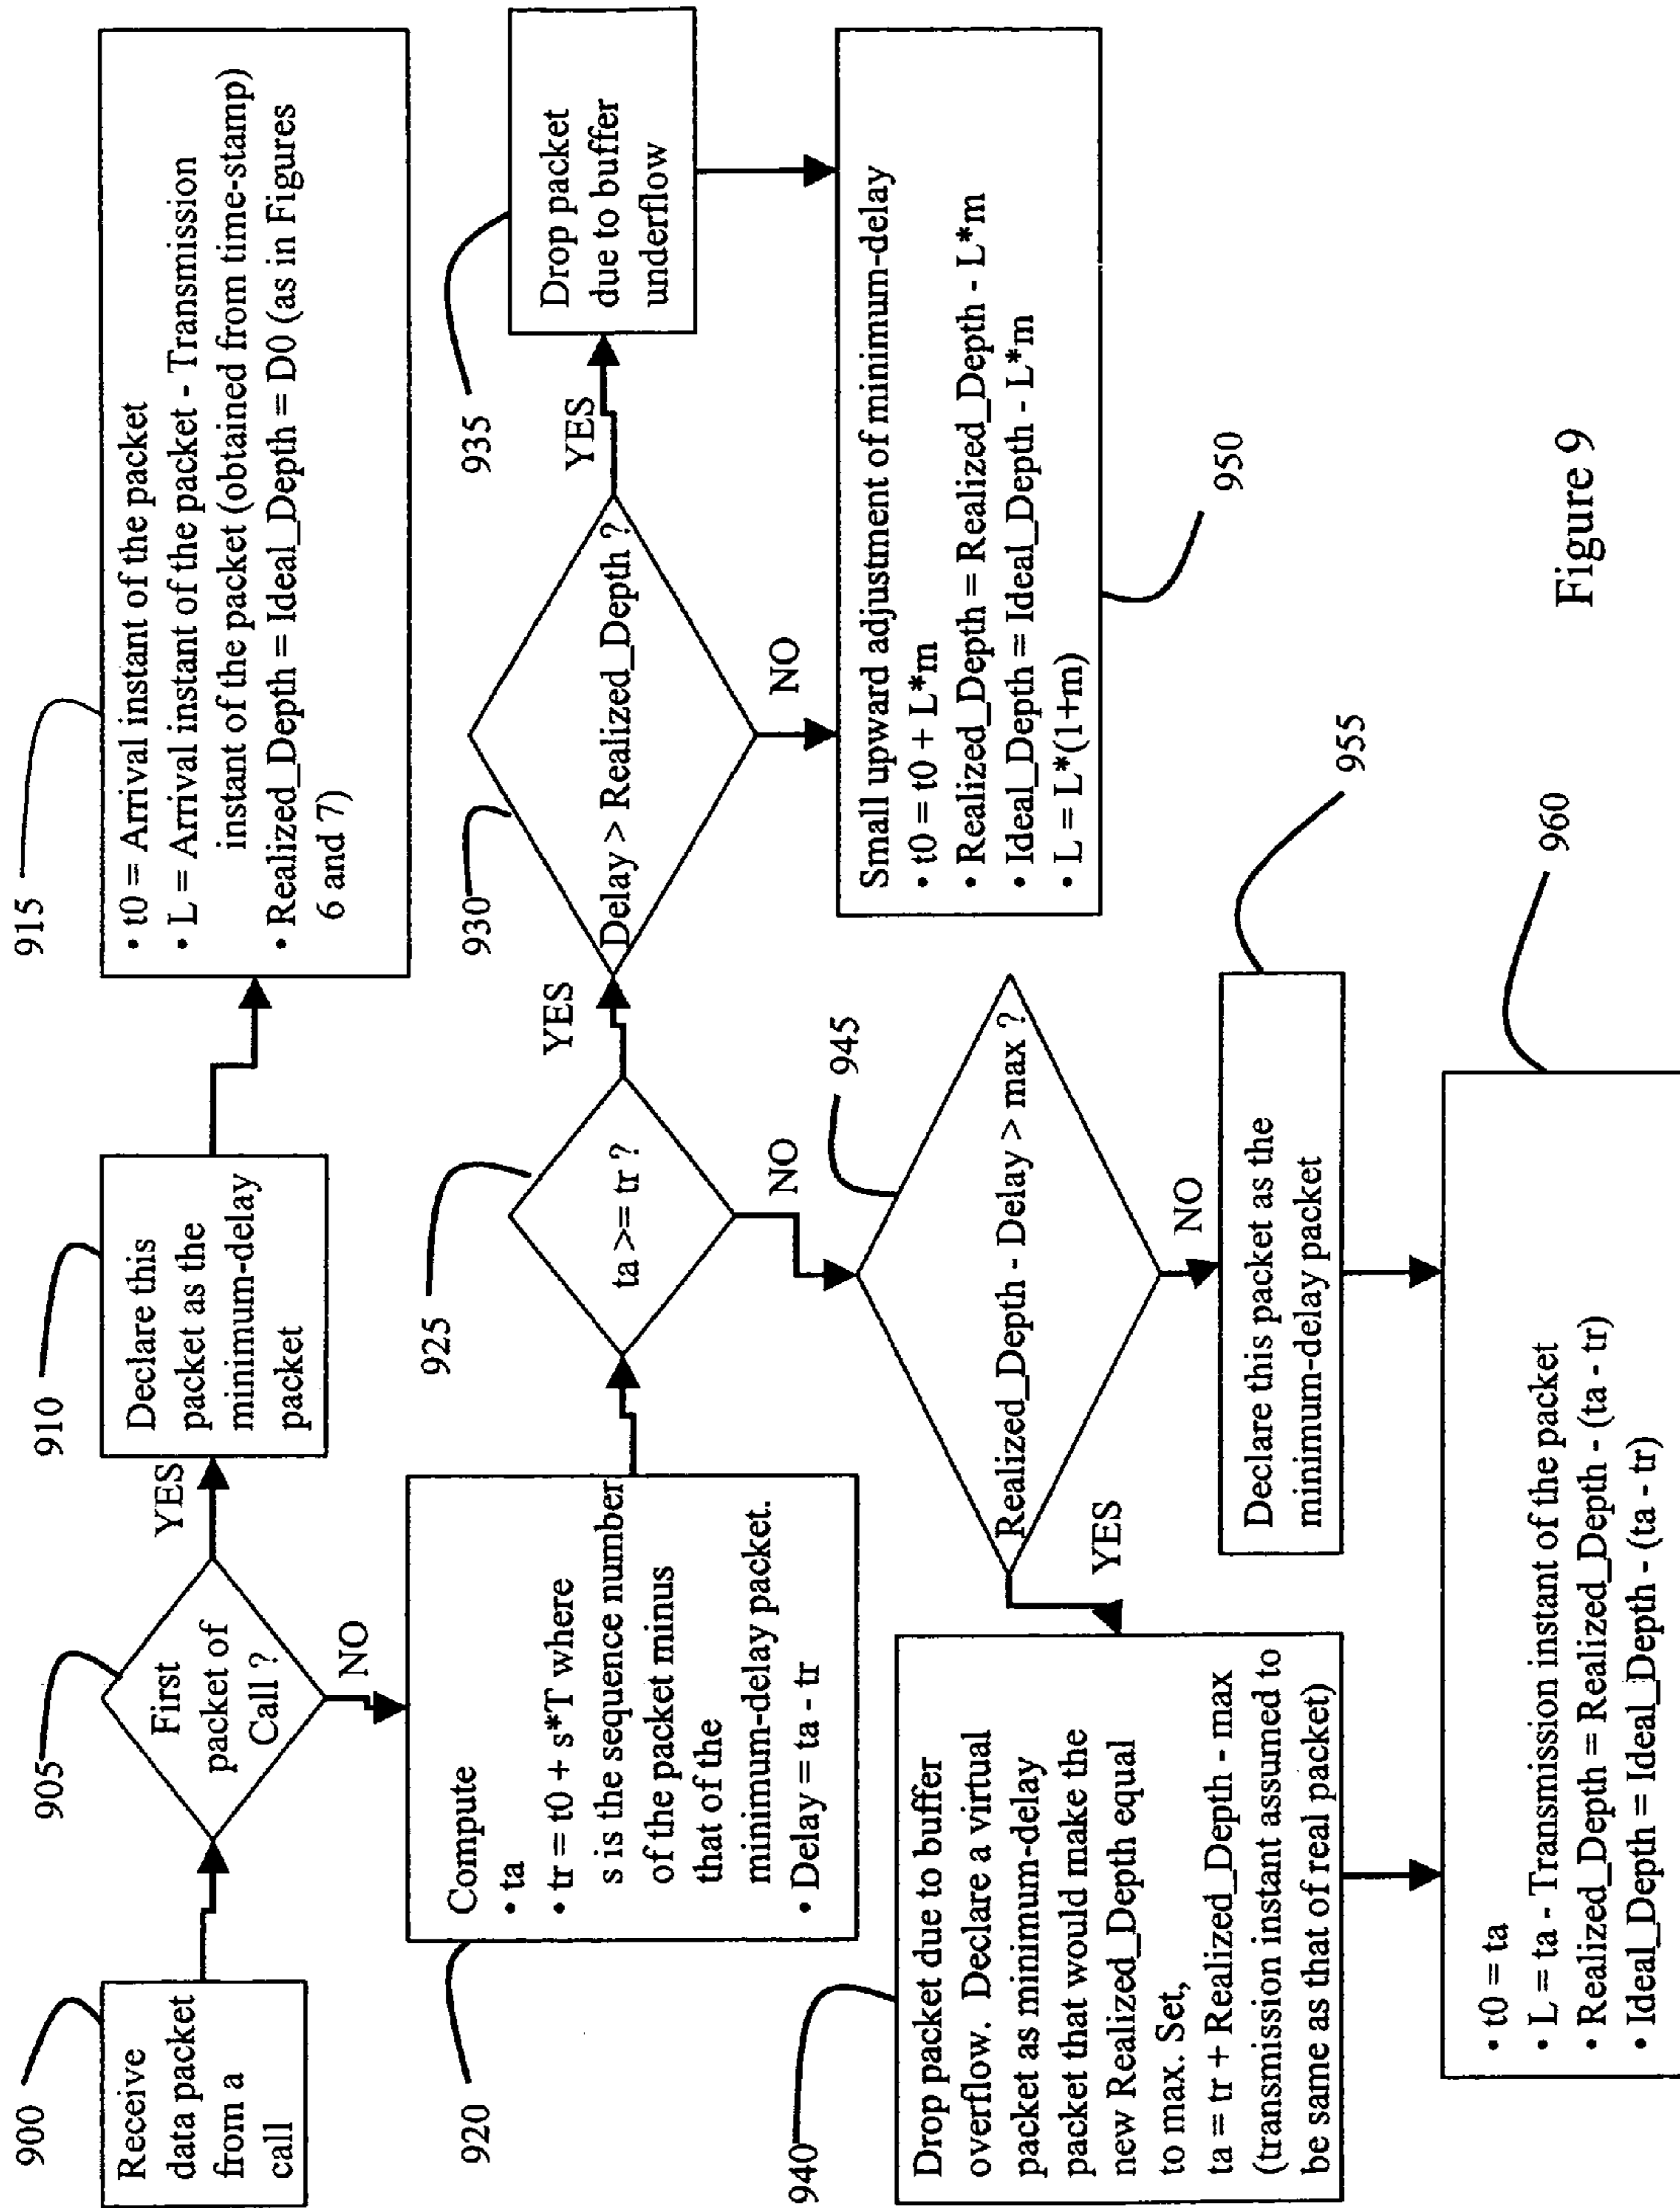 900
Receive
data packet
from a
call
905
First
packet of
Call ?
YES
NO
910
Declare this
packet as the
minimum-delay
packet
915
• t0 = Arrival instant of the packet
• L = Arrival instant of the packet - Transmission
instant of the packet (obtained from time-stamp)
• Realized_Depth = Ideal_Depth = D0 (as in Figures
6 and 7)
920
Compute
• ta
• tr = t0 + s*T where
s is the sequence number
of the packet minus
that of the
minimum-delay packet.
• Delay = ta - tr
925
ta >= tr ?
YES
NO
930
Delay > Realized_Depth ?
YES
NO
935
Drop packet
due to buffer
underflow
940
Drop packet due to buffer
overflow. Declare a virtual
packet as minimum-delay
packet that would make the
new Realized_Depth equal
to max. Set,
ta = tr + Realized_Depth - max
(transmission instant assumed to
be same as that of real packet)
945
Realized_Depth - Delay > max ?
YES
NO
950
Small upward adjustment of minimum-delay
• t0 = t0 + L*m
• Realized_Depth = Realized_Depth - L*m
• Ideal_Depth = Ideal_Depth - L*m
• L = L*(1+m)
955
Declare this packet as the
minimum-delay packet
960
• t0 = ta
• L = ta - Transmission instant of the packet
• Realized_Depth = Realized_Depth - (ta - tr)
• Ideal_Depth = Ideal_Depth - (ta - tr)
Figure 9